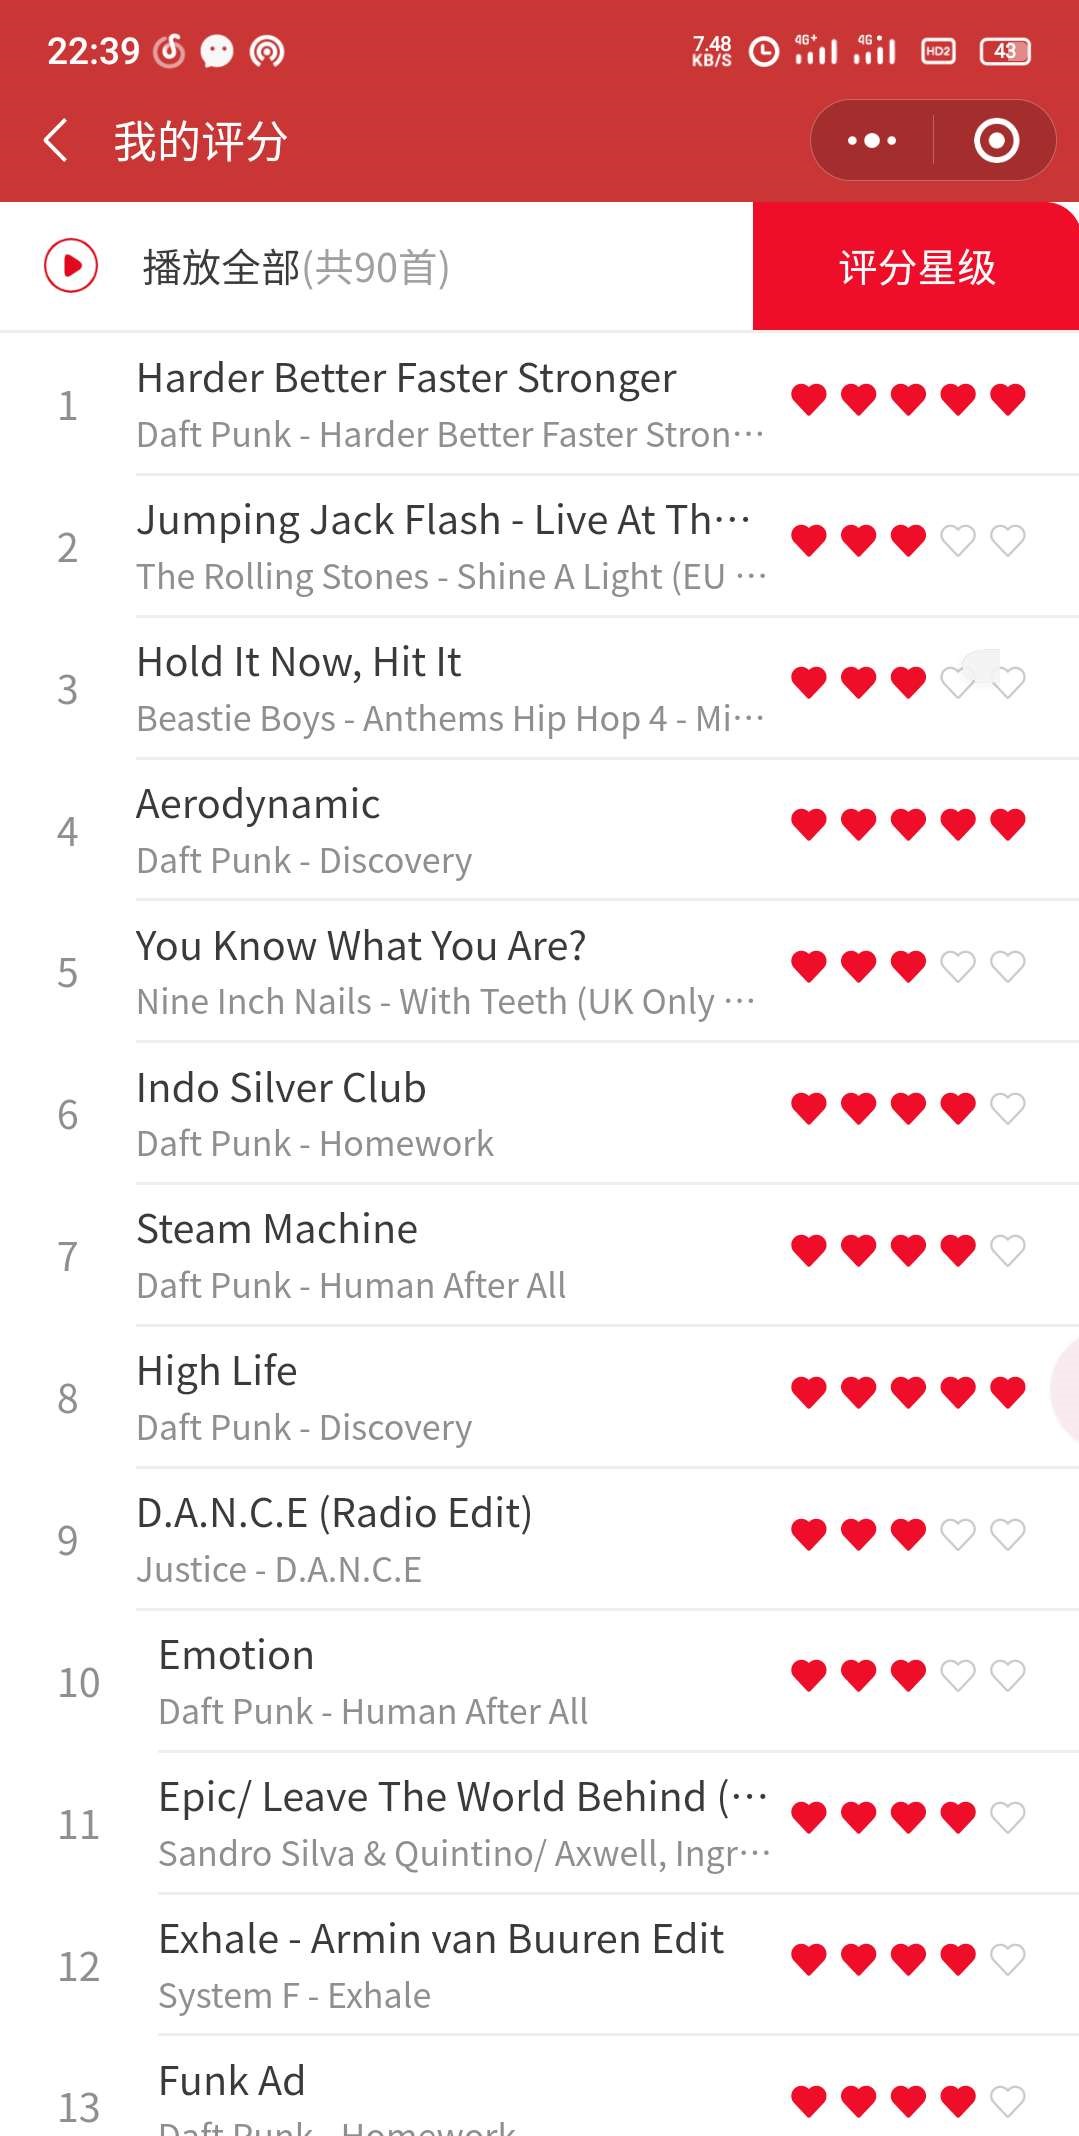 22:39
7.48 KB/S 4G+ 4G HD2 43
我的评分
播放全部(共90首)
评分星级
1
Harder Better Faster Stronger
Daft Punk - Harder Better Faster Stron···
2
Jumping Jack Flash - Live At Th···
The Rolling Stones - Shine A Light (EU ···
3
Hold It Now, Hit It
Beastie Boys - Anthems Hip Hop 4 - Mi···
4
Aerodynamic
Daft Punk - Discovery
5
You Know What You Are?
Nine Inch Nails - With Teeth (UK Only ···
6
Indo Silver Club
Daft Punk - Homework
7
Steam Machine
Daft Punk - Human After All
8
High Life
Daft Punk - Discovery
9
D.A.N.C.E (Radio Edit)
Justice - D.A.N.C.E
10
Emotion
Daft Punk - Human After All
11
Epic/ Leave The World Behind (···
Sandro Silva & Quintino/ Axwell, Ingr···
12
Exhale - Armin van Buuren Edit
System F - Exhale
13
Funk Ad
Daft Punk - Homework